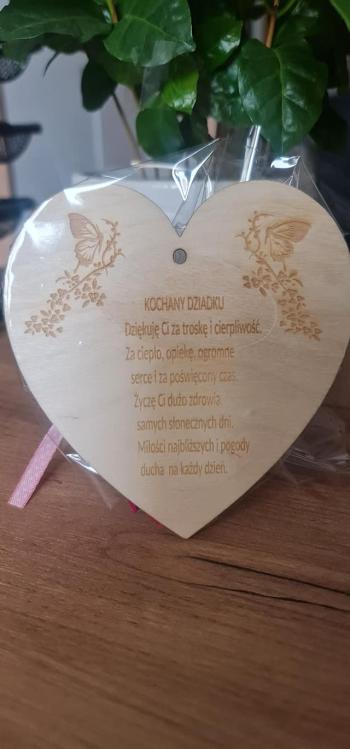 KOCHANY DZIADKU
Dziękuję Ci za troskę i cierpliwość.
Za ciepło, opiekę, ogromne
serce i za poświęcony czas.
Życzę Ci dużo zdrowia,
samych słonecznych dni.
Miłości najbliższych i pogody
ducha na każdy dzień.